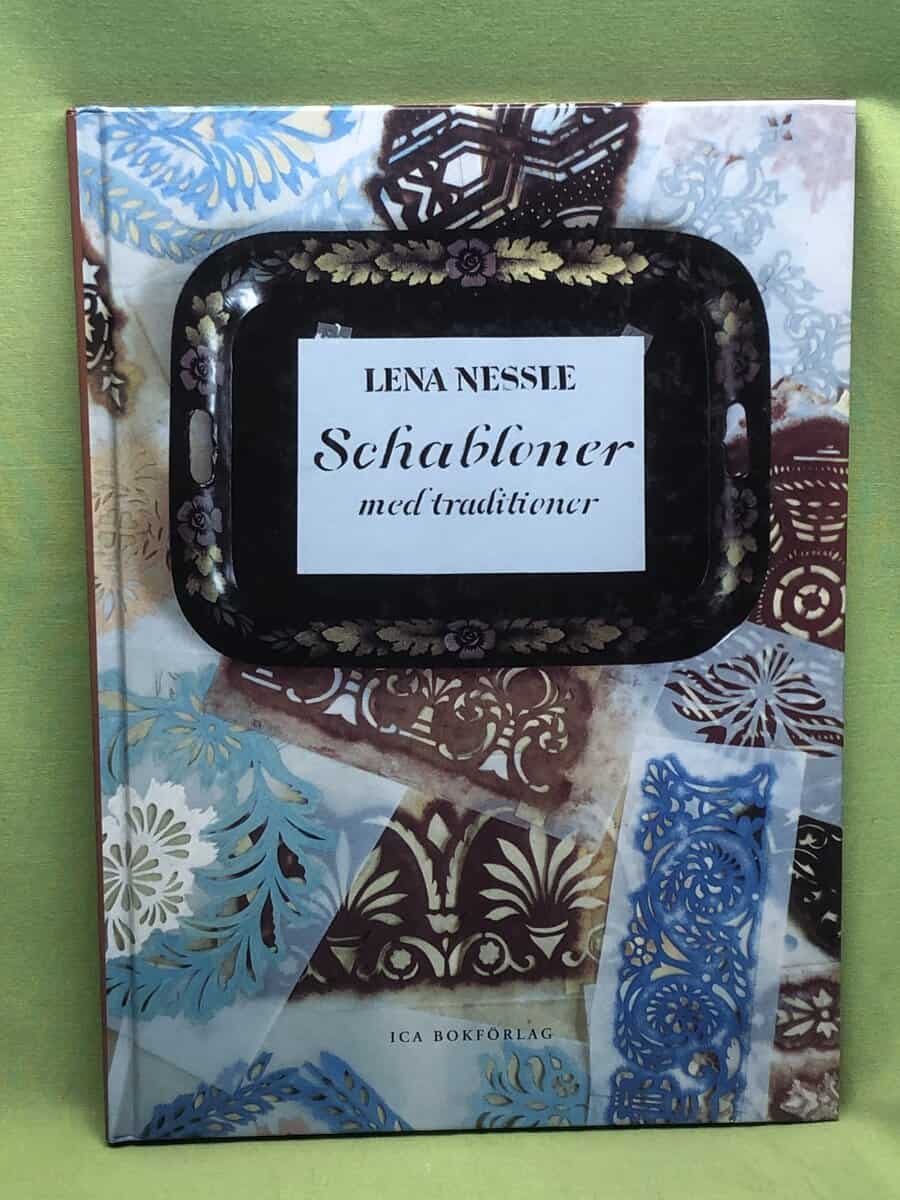 LENA NESSLE
Schabloner
med traditioner
ICA BOKFÖRLAG